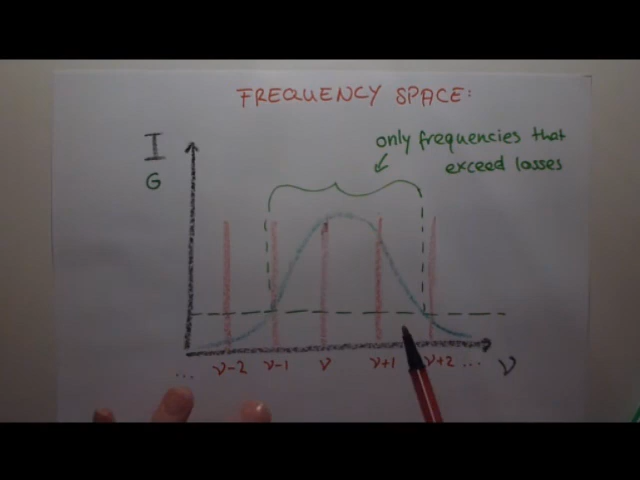 FREQUENCY SPACE:
only frequencies that
exceed losses
I
G
... ν-2 ν-1 ν ν+1 ν+2 ... ν